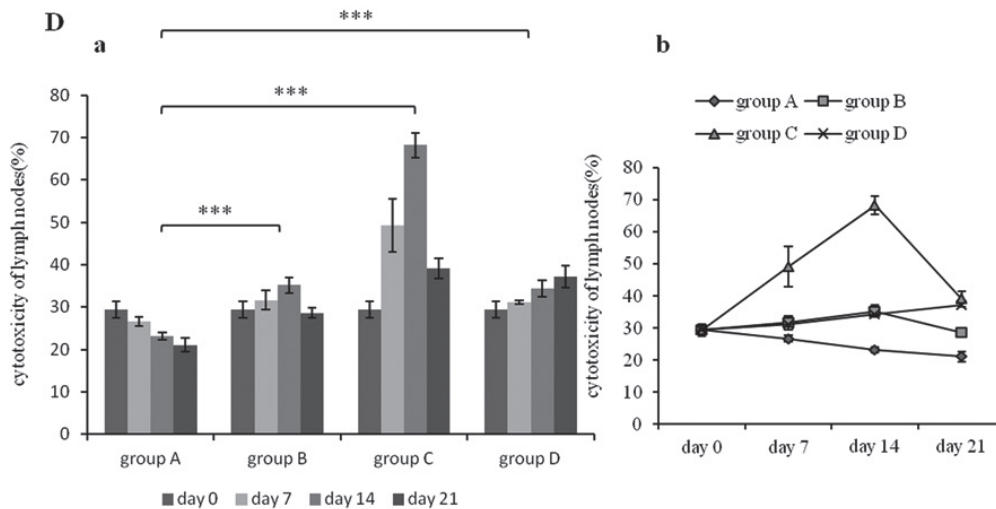 D
a
***
***
***
cytotoxicity of lymph nodes(%)
80
70
60
50
40
30
20
10
0
group A
group B
group C
group D
day 0
day 7
day 14
day 21
b
group A
group B
group C
group D
cytotoxicity of lymph nodes(%)
80
70
60
50
40
30
20
10
0
day 0
day 7
day 14
day 21